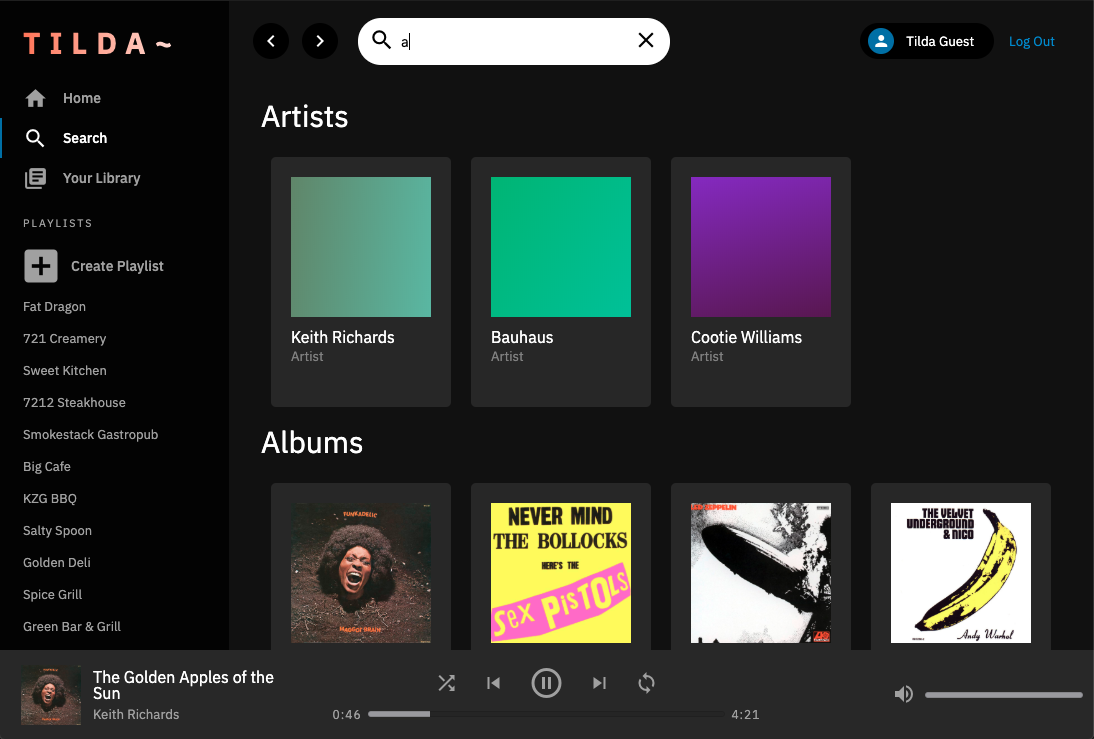 TILDA~
Home
Search
Your Library
PLAYLISTS
Create Playlist
Fat Dragon
721 Creamery
Sweet Kitchen
7212 Steakhouse
Smokestack Gastropub
Big Cafe
KZG BBQ
Salty Spoon
Golden Deli
Spice Grill
Green Bar & Grill
a
Tilda Guest
Log Out
Artists
Keith Richards
Artist
Bauhaus
Artist
Cootie Williams
Artist
Albums
FUNKADELIC
MAGGOT BRAIN
NEVER MIND
THE BOLLOCKS
HERE'S THE
SEX PISTOLS
LED ZEPPELIN
THE VELVET
UNDERGROUND
& NICO
Andy Warhol
The Golden Apples of the
Sun
Keith Richards
0:46
4:21